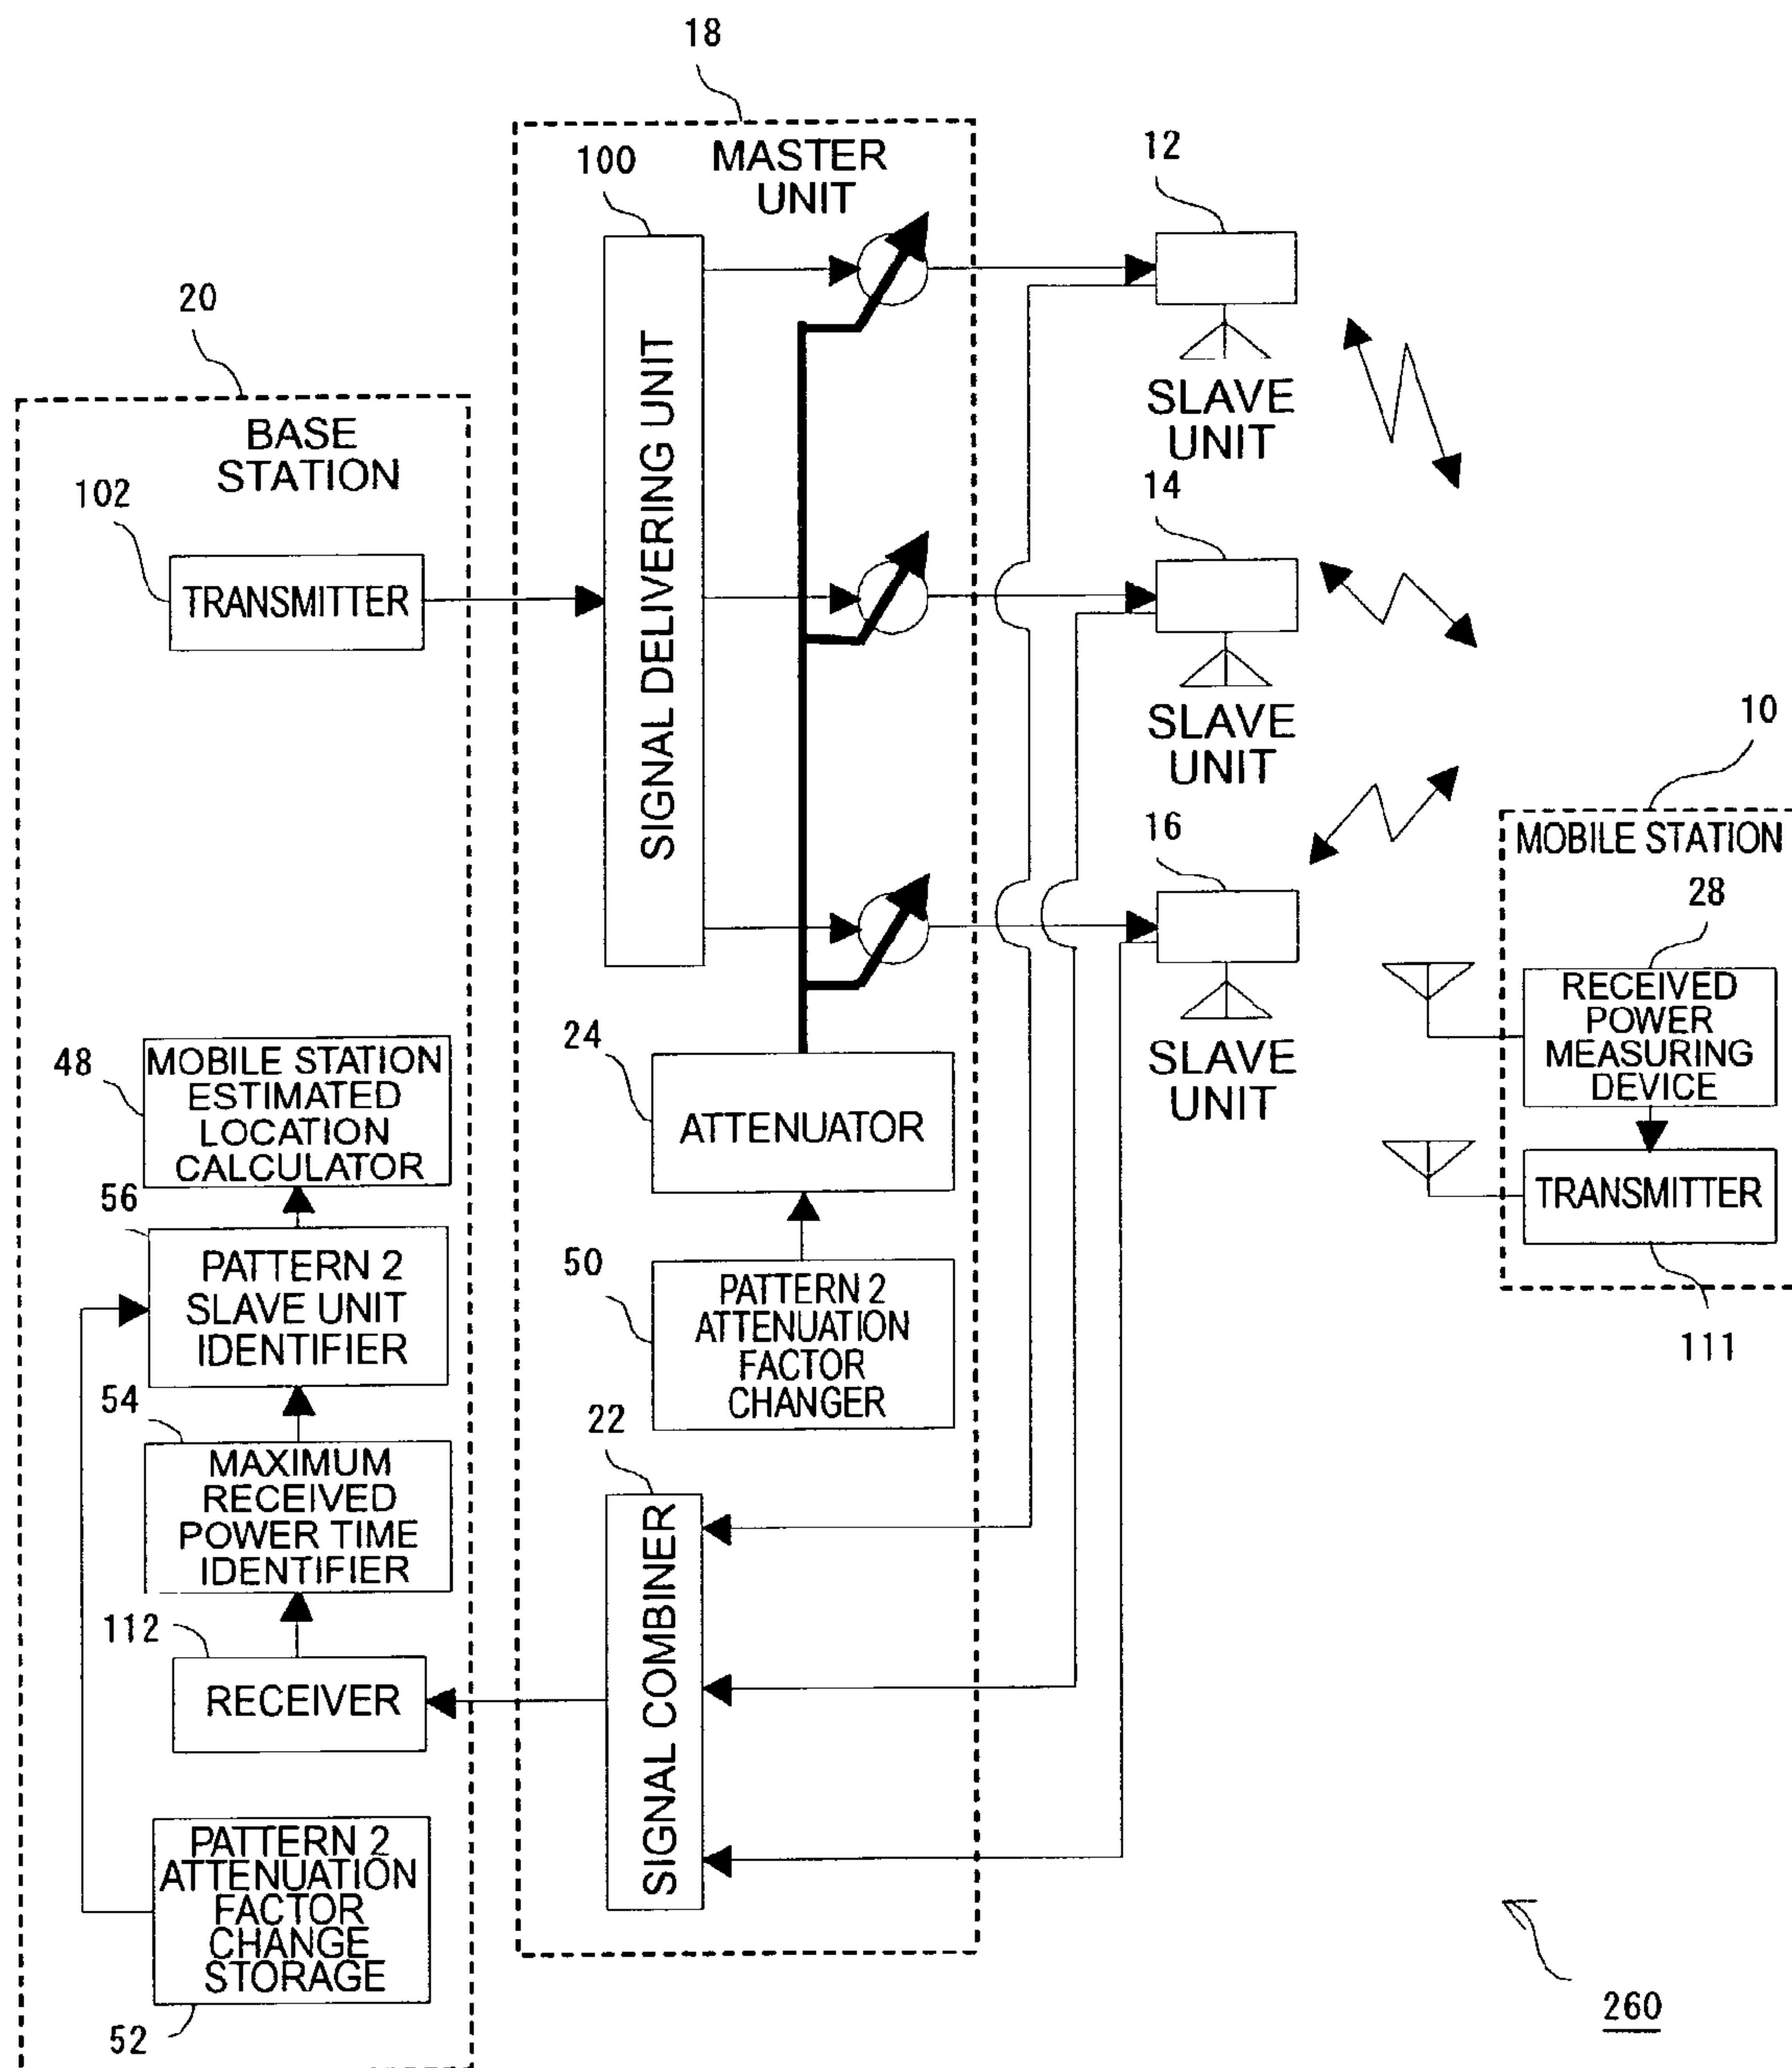 18
100
MASTER
UNIT
12
SLAVE
UNIT
20
BASE
STATION
102
TRANSMITTER
SIGNAL DELIVERING UNIT
14
SLAVE
UNIT
10
MOBILE STATION
16
SLAVE
UNIT
28
RECEIVED
POWER
MEASURING
DEVICE
TRANSMITTER
111
24
ATTENUATOR
48
MOBILE STATION
ESTIMATED
LOCATION
CALCULATOR
56
PATTERN 2
SLAVE UNIT
IDENTIFIER
50
PATTERN 2
ATTENUATION
FACTOR
CHANGER
54
MAXIMUM
RECEIVED
POWER TIME
IDENTIFIER
22
SIGNAL COMBINER
112
RECEIVER
PATTERN 2
ATTENUATION
FACTOR
CHANGE
STORAGE
52
260